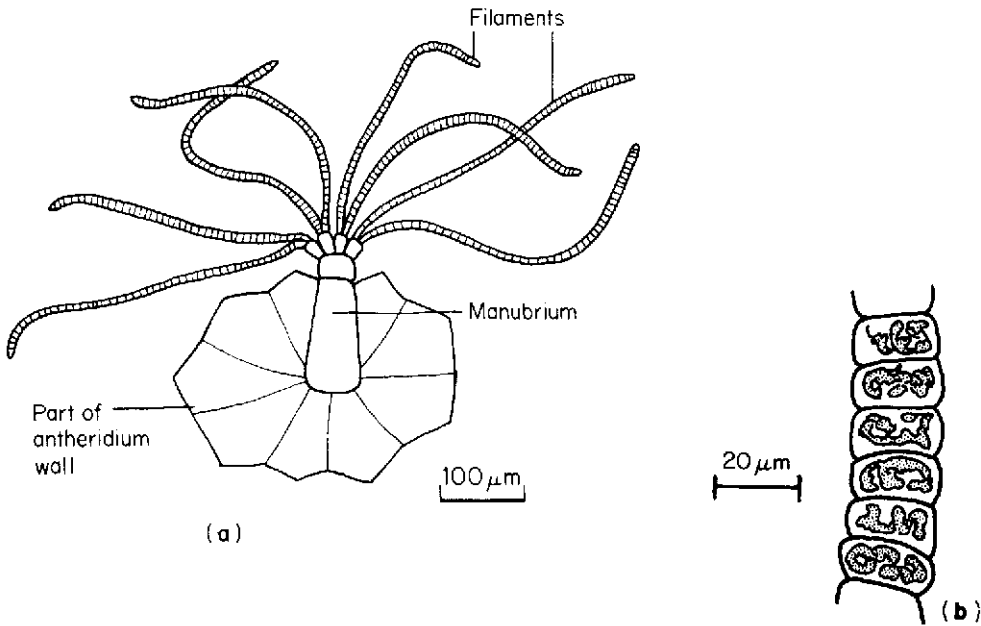 Filaments
Manubrium
Part of
antheridium
wall
100 μm
(a)
20 μm
(b)